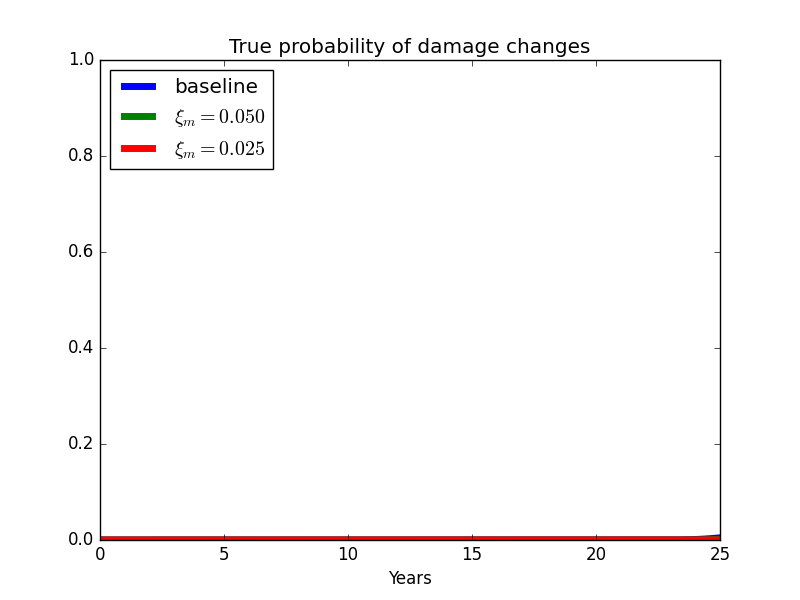 True probability of damage changes
1.0
baseline
ξₘ = 0.050
ξₘ = 0.025
0.8
0.6
0.4
0.2
0.0
0 5 10 15 20 25
Years